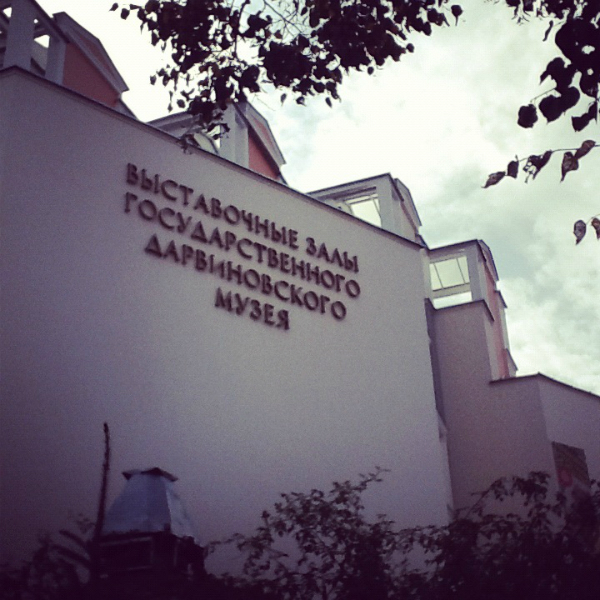 ВЫСТАВОЧНЫЕ ЗАЛЫ
ГОСУДАРСТВЕННОГО
ДАРВИНОВСКОГО
МУЗЕЯ